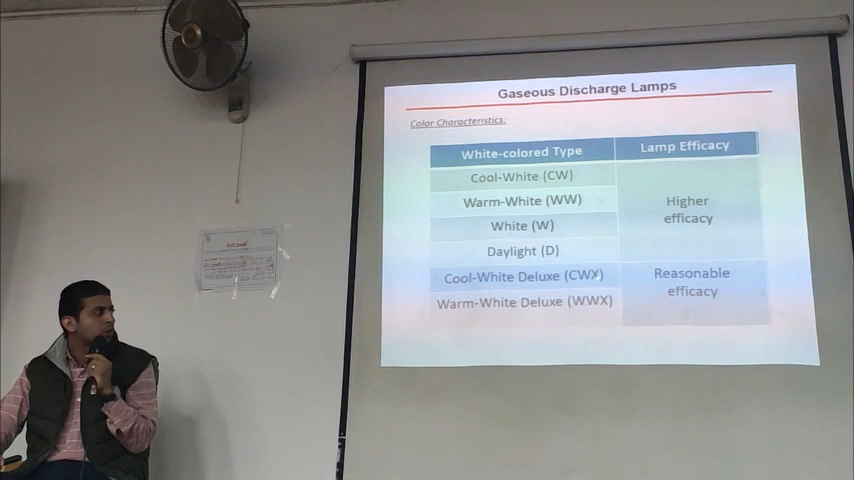 Gaseous Discharge Lamps
Color Characteristics:
White-colored Type
Lamp Efficacy
Cool-White (CW)
Warm-White (WW)
White (W)
Daylight (D)
Higher
efficacy
Cool-White Deluxe (CWX)
Warm-White Deluxe (WWX)
Reasonable
efficacy